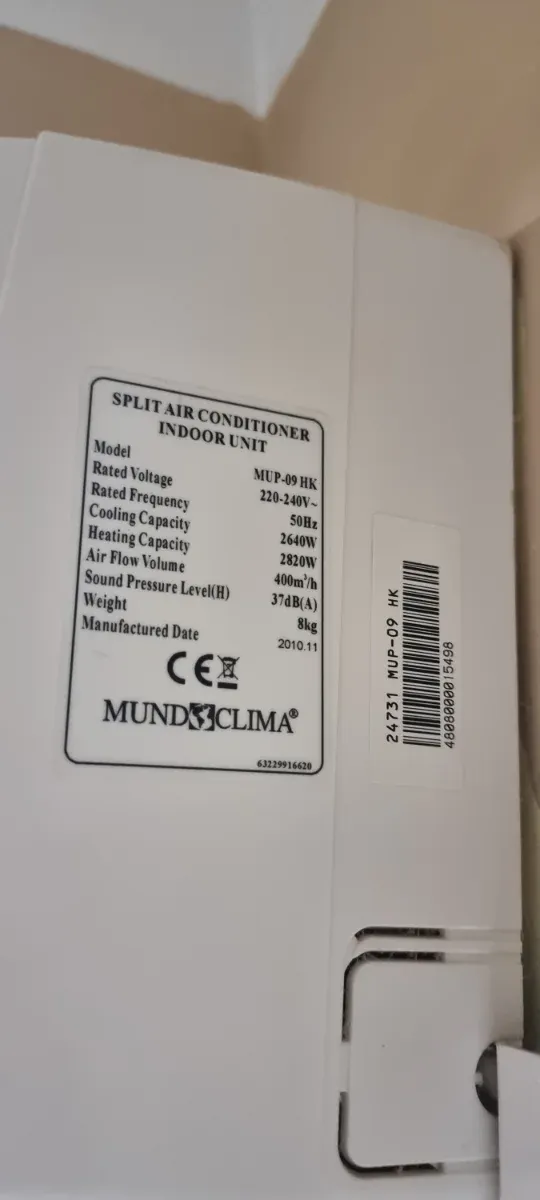 SPLIT AIR CONDITIONER
INDOOR UNIT
Model MUP-09 HK
Rated Voltage 220-240V~
Rated Frequency 50Hz
Cooling Capacity 2640W
Heating Capacity 2820W
Air Flow Volume 400m³/h
Sound Pressure Level(H) 37dB(A)
Weight 8kg
Manufactured Date 2010.11
CE
MUNDOCLIMA®
63229916620
24731 MUP-09 HK
4808000015498